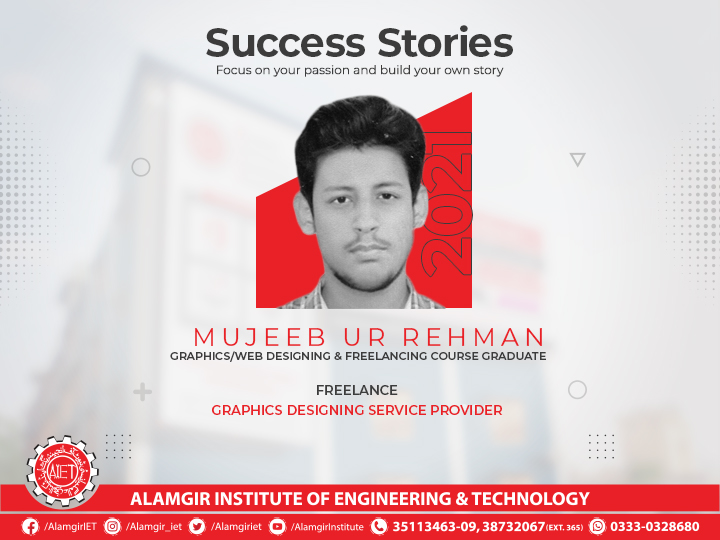 Success Stories
Focus on your passion and build your own story
2021
MUJEEB UR REHMAN
GRAPHICS/WEB DESIGNING & FREELANCING COURSE GRADUATE
FREELANCE
GRAPHICS DESIGNING SERVICE PROVIDER
AIET
ALAMGIR INSTITUTE OF ENGINEERING & TECHNOLOGY
/AlamgirIET /Alamgir_iet /Alamgiriet /AlamgirInstitute 35113463-09, 38732067 (EXT. 365) 0333-0328680